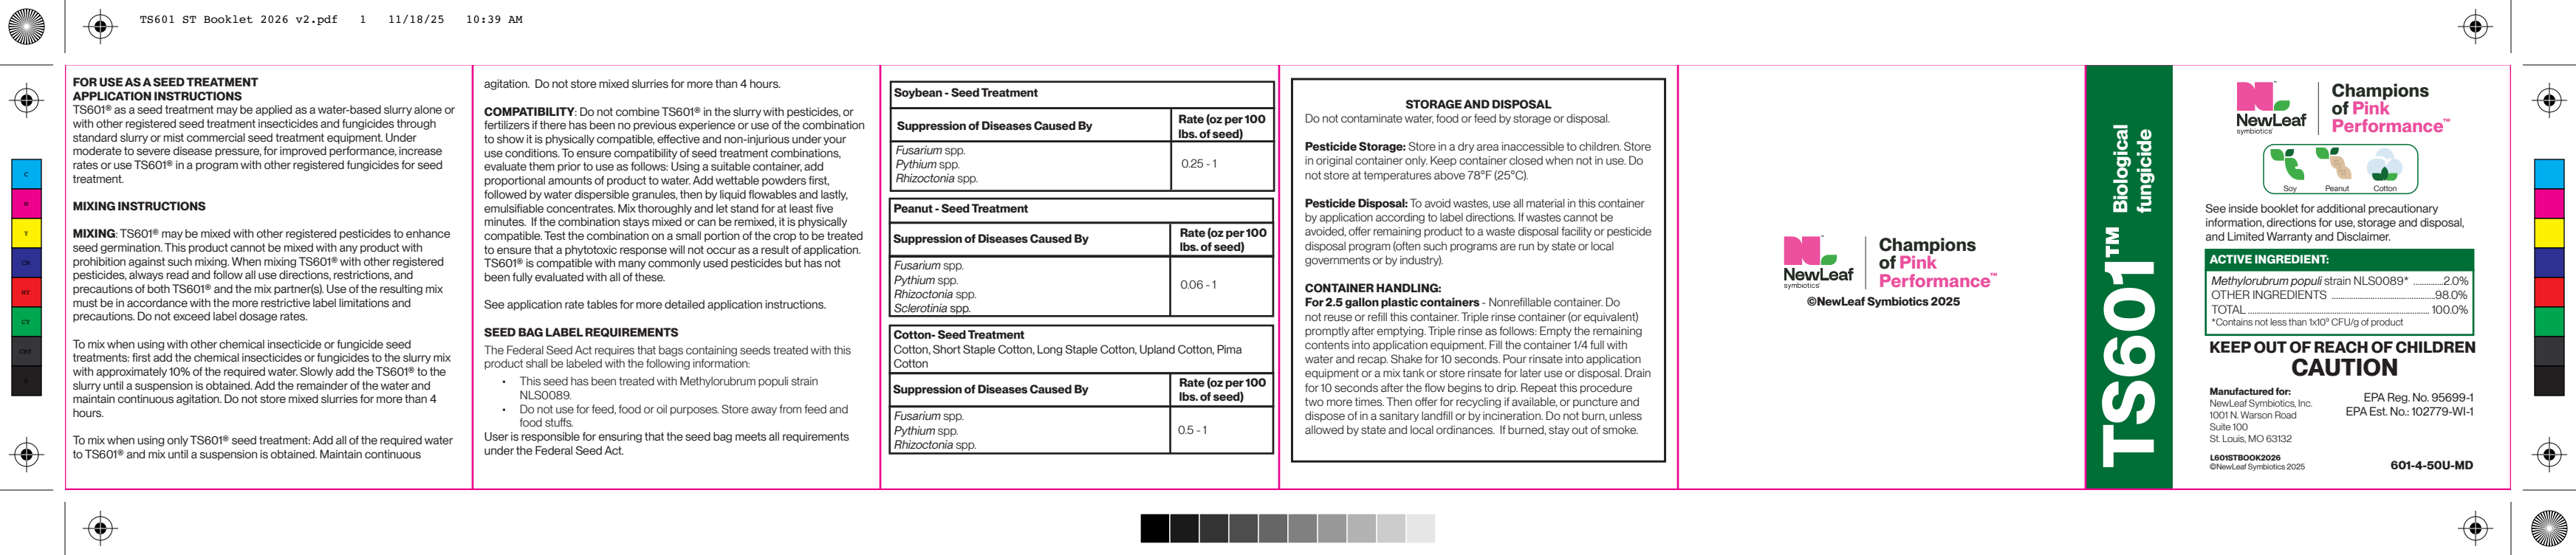 TS601 ST Booklet 2026 v2.pdf 1 11/18/25 10:39 AM
FOR USE AS A SEED TREATMENT
APPLICATION INSTRUCTIONS
TS601® as a seed treatment may be applied as a water-based slurry alone or
with other registered seed treatment insecticides and fungicides through
standard slurry or mist commercial seed treatment equipment. Under
moderate to severe disease pressure, for improved performance, increase
rates or use TS601® in a program with other registered fungicides for seed
treatment.
MIXING INSTRUCTIONS
MIXING: TS601® may be mixed with other registered pesticides to enhance
seed germination. This product cannot be mixed with any product with
prohibition against such mixing. When mixing TS601® with other registered
pesticides, always read and follow all use directions, restrictions, and
precautions of both TS601® and the mix partner(s). Use of the resulting mix
must be in accordance with the more restrictive label limitations and
precautions. Do not exceed label dosage rates.
To mix when using with other chemical insecticide or fungicide seed
treatments: first add the chemical insecticides or fungicides to the slurry mix
with approximately 10% of the required water. Slowly add the TS601® to the
slurry until a suspension is obtained. Add the remainder of the water and
maintain continuous agitation. Do not store mixed slurries for more than 4
hours.
To mix when using only TS601® seed treatment: Add all of the required water
to TS601® and mix until a suspension is obtained. Maintain continuous
agitation. Do not store mixed slurries for more than 4 hours.
COMPATIBILITY: Do not combine TS601® in the slurry with pesticides, or
fertilizers if there has been no previous experience or use of the combination
to show it is physically compatible, effective and non-injurious under your
use conditions. To ensure compatibility of seed treatment combinations,
evaluate them prior to use as follows: Using a suitable container, add
proportional amounts of product to water. Add wettable powders first,
followed by water dispersible granules, then by liquid flowables and lastly,
emulsifiable concentrates. Mix thoroughly and let stand for at least five
minutes. If the combination stays mixed or can be remixed, it is physically
compatible. Test the combination on a small portion of the crop to be treated
to ensure that a phytotoxic response will not occur as a result of application.
TS601® is compatible with many commonly used pesticides but has not
been fully evaluated with all of these.
See application rate tables for more detailed application instructions.
SEED BAG LABEL REQUIREMENTS
The Federal Seed Act requires that bags containing seeds treated with this
product shall be labeled with the following information:
• This seed has been treated with Methylorubrum populi strain
NLS0089.
• Do not use for feed, food or oil purposes. Store away from feed and
food stuffs.
User is responsible for ensuring that the seed bag meets all requirements
under the Federal Seed Act.
Soybean - Seed Treatment
Suppression of Diseases Caused By
Rate (oz per 100
lbs. of seed)
Fusarium spp.
Pythium spp.
Rhizoctonia spp.
0.25 - 1
Peanut - Seed Treatment
Suppression of Diseases Caused By
Rate (oz per 100
lbs. of seed)
Fusarium spp.
Pythium spp.
Rhizoctonia spp.
Sclerotinia spp.
0.06 - 1
Cotton- Seed Treatment
Cotton, Short Staple Cotton, Long Staple Cotton, Upland Cotton, Pima
Cotton
Suppression of Diseases Caused By
Rate (oz per 100
lbs. of seed)
Fusarium spp.
Pythium spp.
Rhizoctonia spp.
0.5 - 1
STORAGE AND DISPOSAL
Do not contaminate water, food or feed by storage or disposal.
Pesticide Storage: Store in a dry area inaccessible to children. Store
in original container only. Keep container closed when not in use. Do
not store at temperatures above 78°F (25°C).
Pesticide Disposal: To avoid wastes, use all material in this container
by application according to label directions. If wastes cannot be
avoided, offer remaining product to a waste disposal facility or pesticide
disposal program (often such programs are run by state or local
governments or by industry).
CONTAINER HANDLING:
For 2.5 gallon plastic containers - Nonrefillable container. Do
not reuse or refill this container. Triple rinse container (or equivalent)
promptly after emptying. Triple rinse as follows: Empty the remaining
contents into application equipment. Fill the container 1/4 full with
water and recap. Shake for 10 seconds. Pour rinsate into application
equipment or a mix tank or store rinsate for later use or disposal. Drain
for 10 seconds after the flow begins to drip. Repeat this procedure
two more times. Then offer for recycling if available, or puncture and
dispose of in a sanitary landfill or by incineration. Do not burn, unless
allowed by state and local ordinances. If burned, stay out of smoke.
NewLeaf
symbiotics
Champions
of Pink
Performance™
©NewLeaf Symbiotics 2025
TS601™ Biological
fungicide
NewLeaf
symbiotics
Champions
of Pink
Performance™
Soy
Peanut
Cotton
See inside booklet for additional precautionary
information, directions for use, storage and disposal,
and Limited Warranty and Disclaimer.
ACTIVE INGREDIENT:
Methylorubrum populi strain NLS0089* ..............2.0%
OTHER INGREDIENTS ..............98.0%
TOTAL .............. 100.0%
*Contains not less than 1x10⁹ CFU/g of product
KEEP OUT OF REACH OF CHILDREN
CAUTION
Manufactured for:
NewLeaf Symbiotics, Inc.
1001 N. Warson Road
Suite 100
St. Louis, MO 63132
EPA Reg. No. 95699-1
EPA Est. No.: 102779-WI-1
L601STBOOK2026
©NewLeaf Symbiotics 2025
601-4-50U-MD
C
M
Y
CM
MY
CY
CMY
K